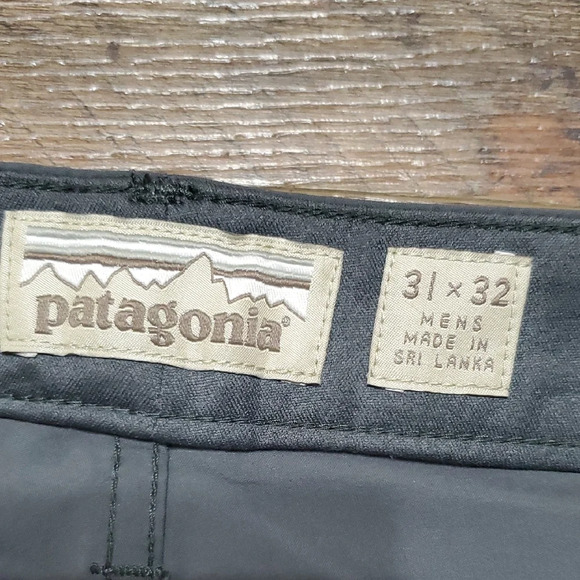 patagonia®
31 × 32
MENS
MADE IN
SRI LANKA